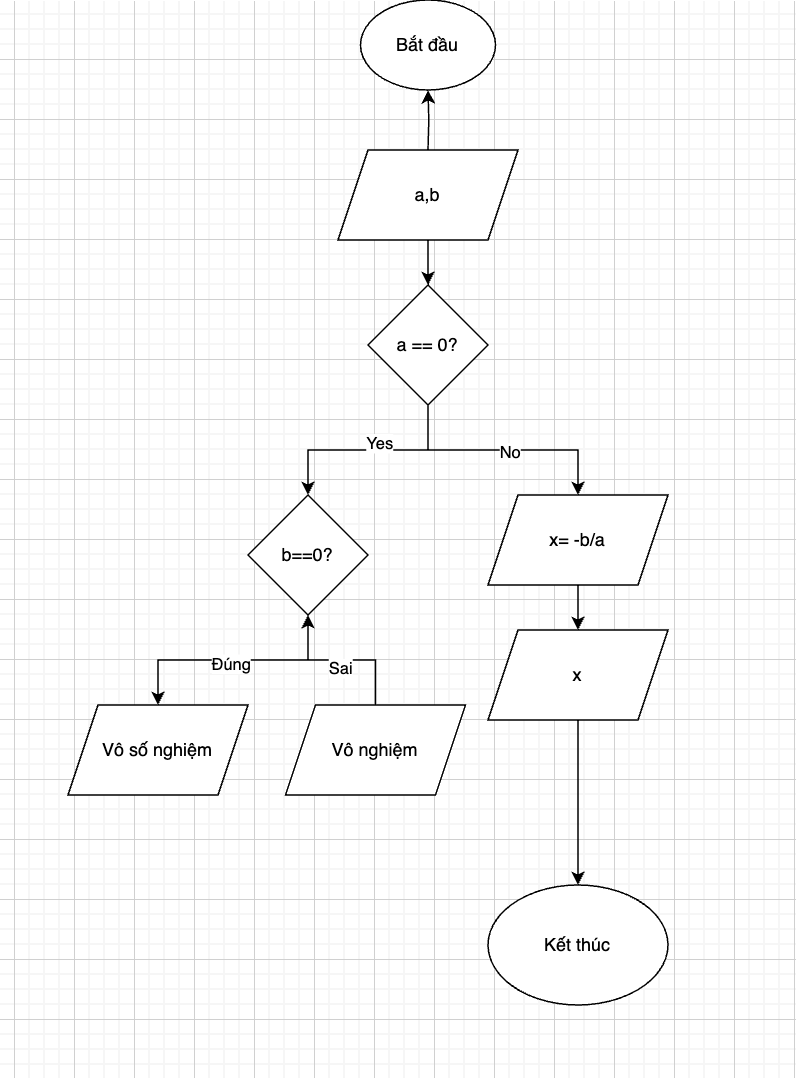 Bắt đầu
a,b
a == 0?
Yes
No
b==0?
x= -b/a
Đúng
Sai
x
Vô số nghiệm
Vô nghiệm
Kết thúc